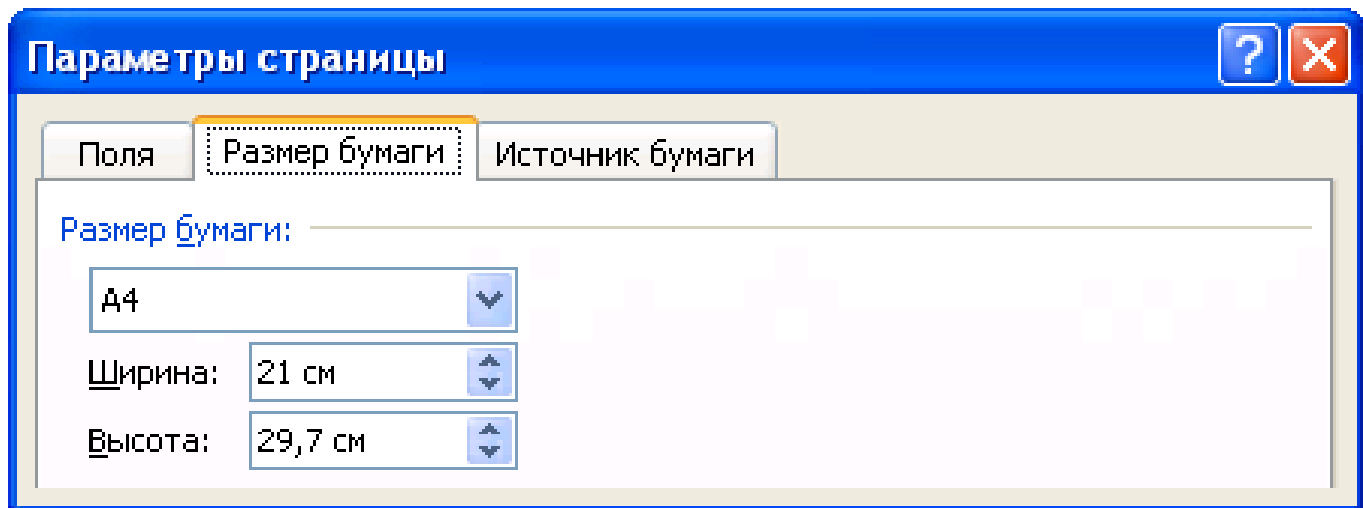 Параметры страницы
?
Поля Размер бумаги Источник бумаги
Размер бумаги:
A4
Ширина: 21 см
Высота: 29,7 см